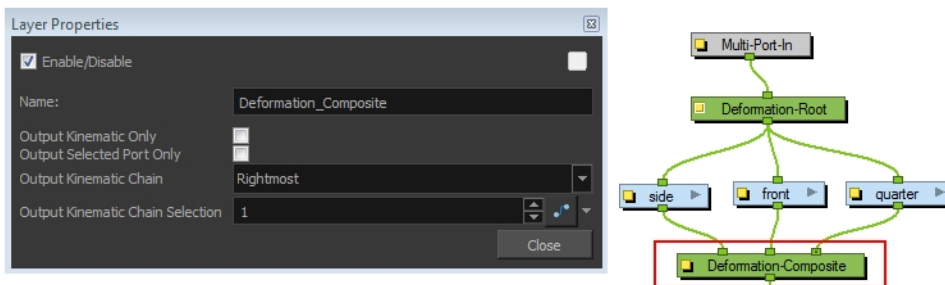 Layer Properties
Enable/Disable
Name:
Deformation_Composite
Output Kinematic Only
Output Selected Port Only
Output Kinematic Chain
Rightmost
Output Kinematic Chain Selection
1
Close
Multi-Port-In
Deformation-Root
side
front
quarter
Deformation-Composite